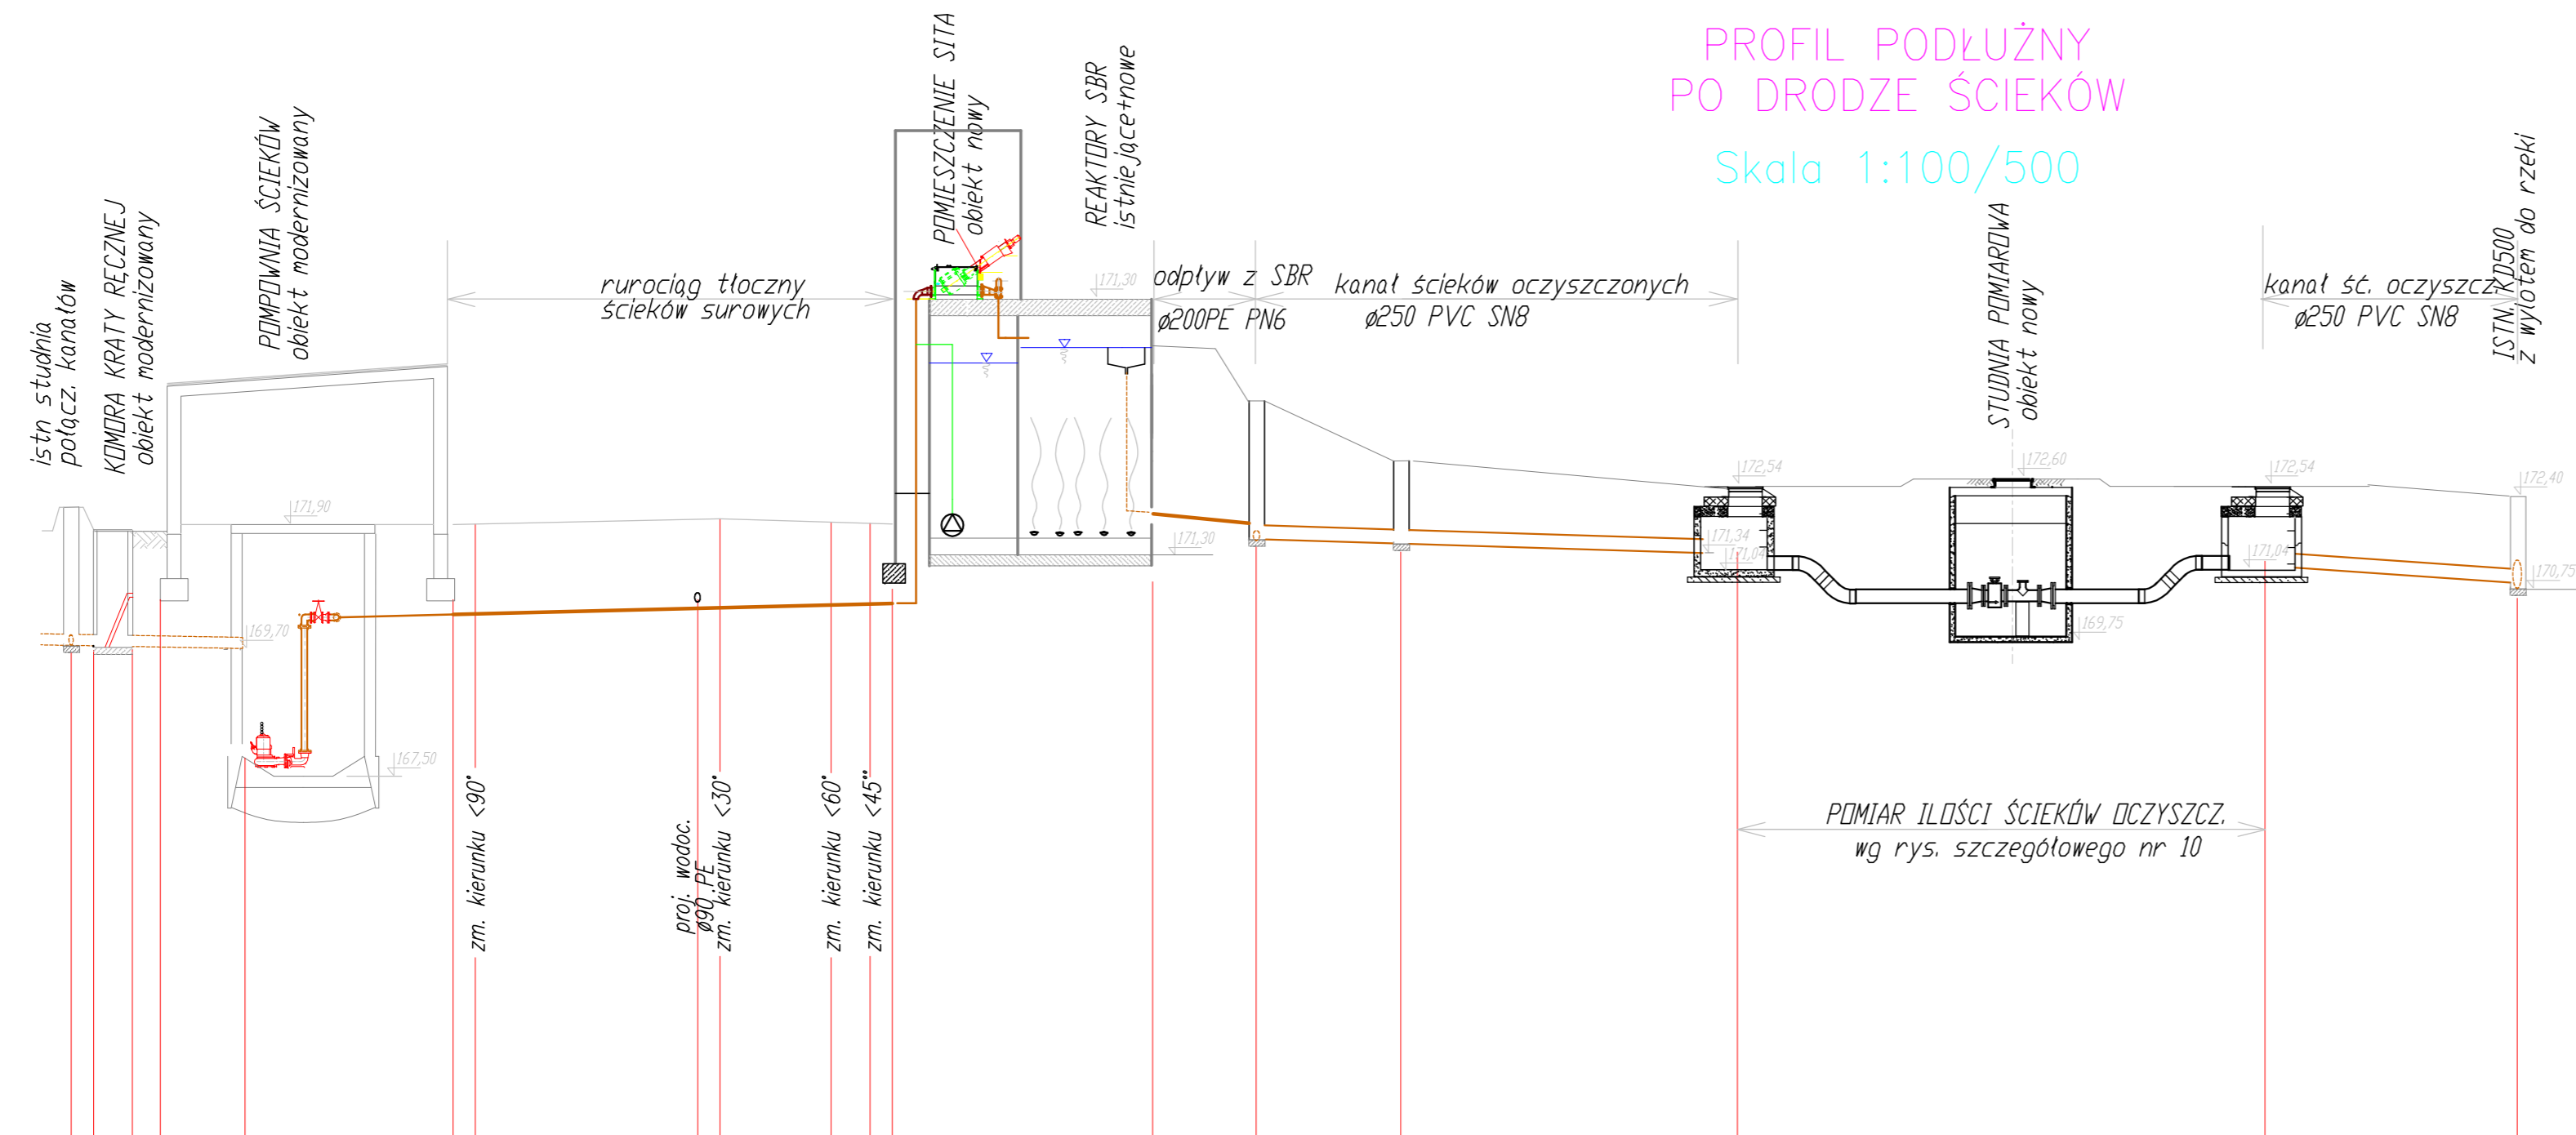 PROFIL PODŁUŻNY
PO DRODZE ŚCIEKÓW
Skala 1:100/500
istn studnia
połącz. kanałów
KOMORA KRATY RĘCZNEJ
obiekt modernizowany
POMPOWNIA ŚCIEKÓW
obiekt modernizowany
rurociąg tłoczny
ścieków surowych
POMIESZCZENIE SITA
obiekt nowy
REAKTORY SBR
istniejące+nowe
171,30
odpływ z SBR
ø200PE PN6
kanał ścieków oczyszczonych
ø250 PVC SN8
STUDNIA POMIAROWA
obiekt nowy
kanał ść. oczyszcz.
ø250 PVC SN8
ISTN. KD500
z wylotem do rzeki
171,90
169,70
167,50
171,30
172,54
171,34
171,04
172,60
169,75
172,54
171,04
172,40
170,75
zm. kierunku <90°
proj. wodoc.
ø90 PE
zm. kierunku <30°
zm. kierunku <60°
zm. kierunku <45°°
POMIAR ILOŚCI ŚCIEKÓW OCZYSZCZ.
wg rys. szczegółowego nr 10